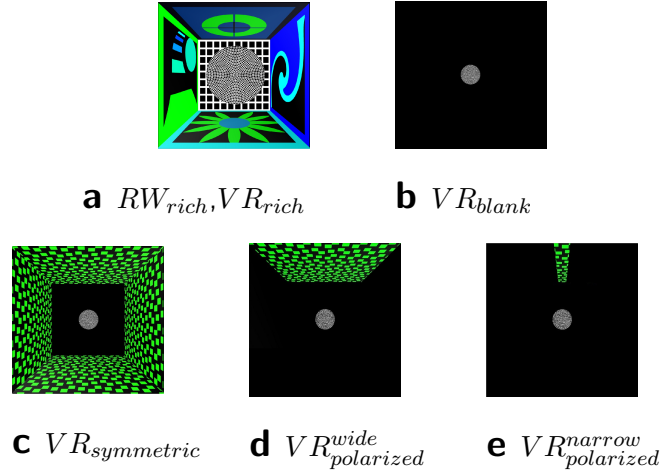 a RW_rich,VR_rich
b VR_blank
c VR_symmetric
d VR^wide_polarized
e VR^narrow_polarized